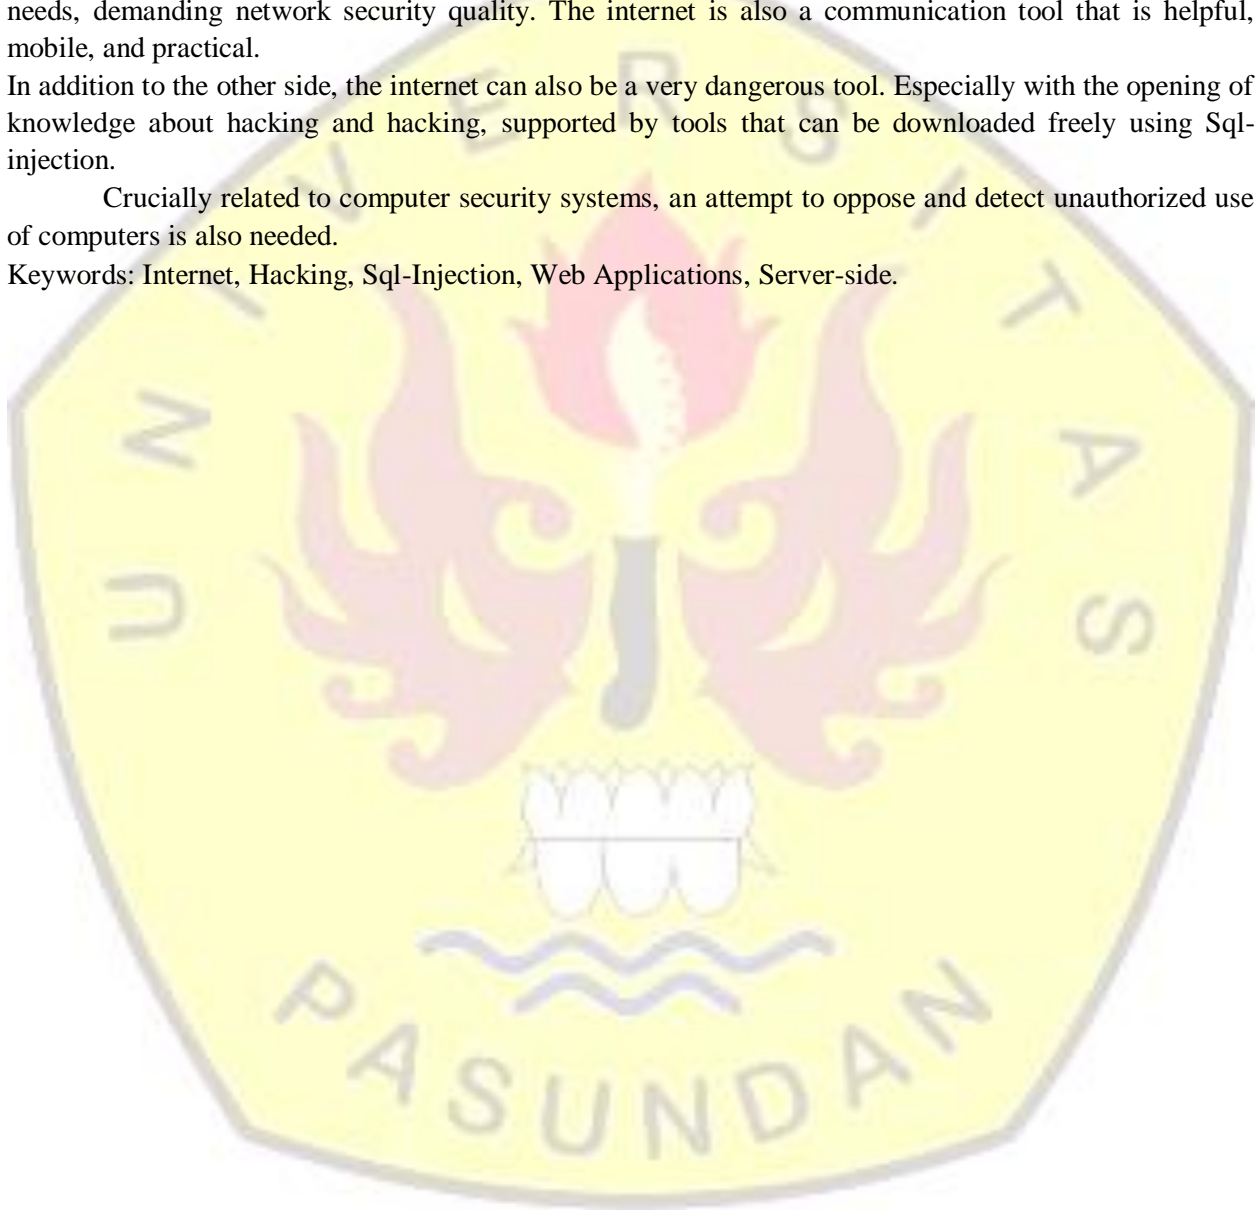 needs, demanding network security quality. The internet is also a communication tool that is helpful,
mobile, and practical.
In addition to the other side, the internet can also be a very dangerous tool. Especially with the opening of
knowledge about hacking and hacking, supported by tools that can be downloaded freely using Sql-
injection.
Crucially related to computer security systems, an attempt to oppose and detect unauthorized use
of computers is also needed.
Keywords: Internet, Hacking, Sql-Injection, Web Applications, Server-side.
UNIVERSITAS
PASUNDAN